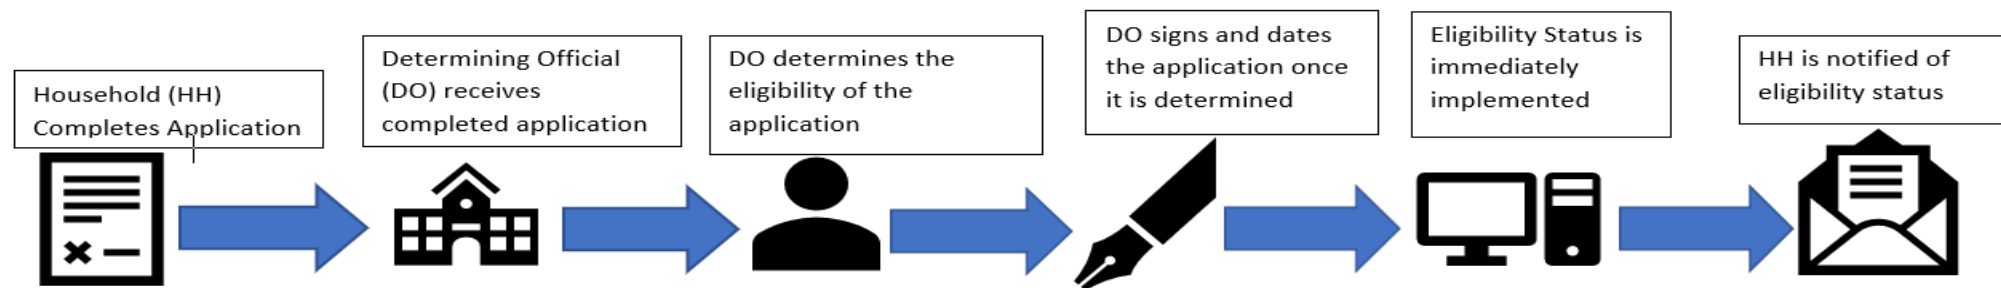 Household (HH)
Completes Application
Determining Official
(DO) receives
completed application
DO determines the
eligibility of the
application
DO signs and dates
the application once
it is determined
Eligibility Status is
immediately
implemented
HH is notified of
eligibility status